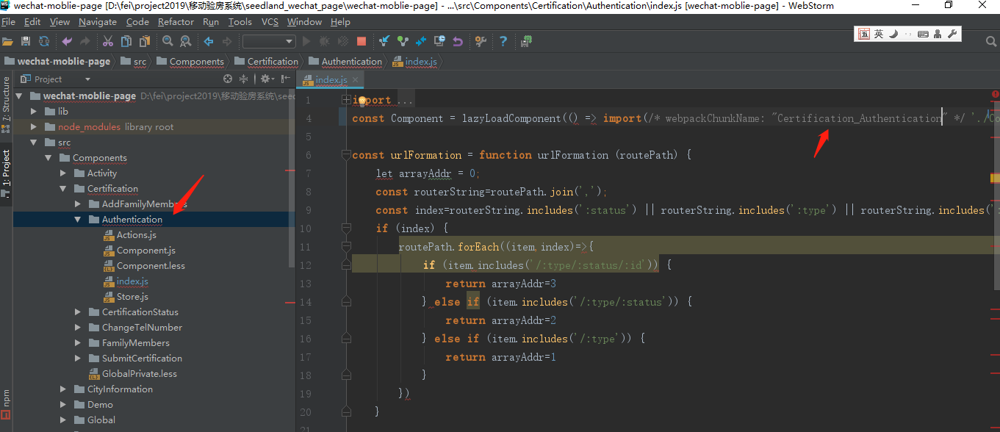 wechat-moblie-page [D:\fei\project2019\移动验房系统\seedland_wechat_page\wechat-moblie-page] - ...\src\Components\Certification\Authentication\index.js [wechat-moblie-page] - WebStorm
File Edit View Navigate Code Refactor Run Tools VCS Window Help
五 英
wechat-moblie-page src Components Certification Authentication index.js
Project
index.js
7: Structure
1: Project
npm
wechat-moblie-page D:\fei\project2019\移动验房系统\seed
lib
node_modules library root
src
Components
Activity
Certification
AddFamilyMembers
Authentication
Actions.js
Component.js
Component.less
index.js
Store.js
CertificationStatus
ChangeTelNumber
FamilyMembers
SubmitCertification
GlobalPrivate.less
CityInformation
Demo
Global
1 import ...
4 const Component = lazyLoadComponent(() => import(/* webpackChunkName: "Certification_Authentication" */ './Co
5
6 const urlFormation = function urlFormation (routePath) {
7 let arrayAddr = 0;
8 const routerString=routePath.join(',');
9 const index=routerString.includes(':status') || routerString.includes(':type') || routerString.includes(':
10 if (index) {
11 routePath.forEach((item,index)=>{
12 if (item.includes('/:type/:status/:id')) {
13 return arrayAddr=3
14 } else if (item.includes('/:type/:status')) {
15 return arrayAddr=2
16 } else if (item.includes('/:type')) {
17 return arrayAddr=1
18 }
19 })
20 }
21